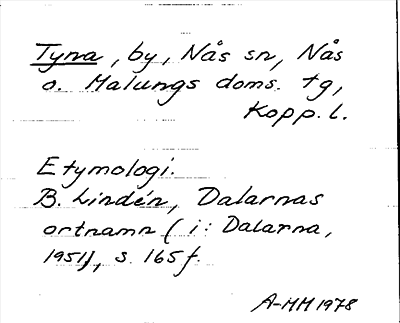 Tyna, by, Nås sn, Nås
o. Malungs doms. tg,
Kopp. l.
Etymologi.
B. Lindén, Dalarnas
ortnamn (i: Dalarna,
1951), s. 165 f.
A-MM 1978